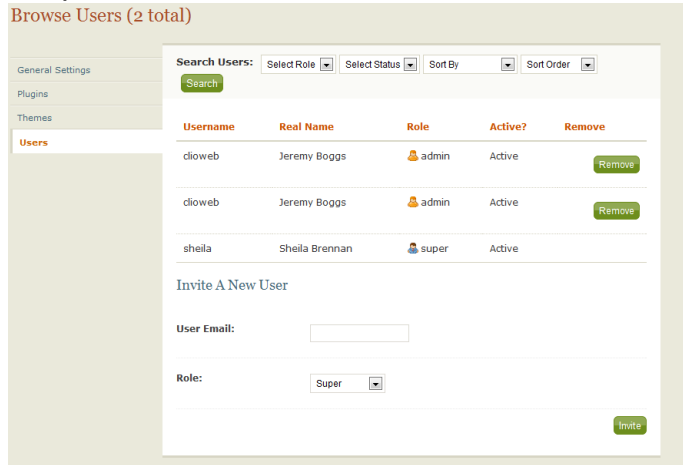 Browse Users (2 total)
General Settings
Plugins
Themes
Users
Search Users: Select Role Select Status Sort By Sort Order
Search
Username Real Name Role Active? Remove
clioweb Jeremy Boggs admin Active Remove
clioweb Jeremy Boggs admin Active Remove
sheila Sheila Brennan super Active
Invite A New User
User Email:
Role: Super
Invite